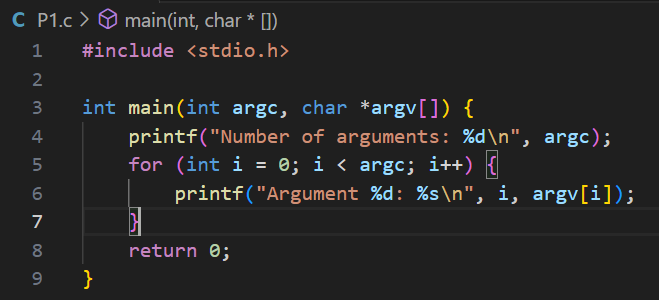 C P1.c > main(int, char * [])
1 #include <stdio.h>
2
3 int main(int argc, char *argv[]) {
4     printf("Number of arguments: %d\n", argc);
5     for (int i = 0; i < argc; i++) {
6         printf("Argument %d: %s\n", i, argv[i]);
7     }
8     return 0;
9 }